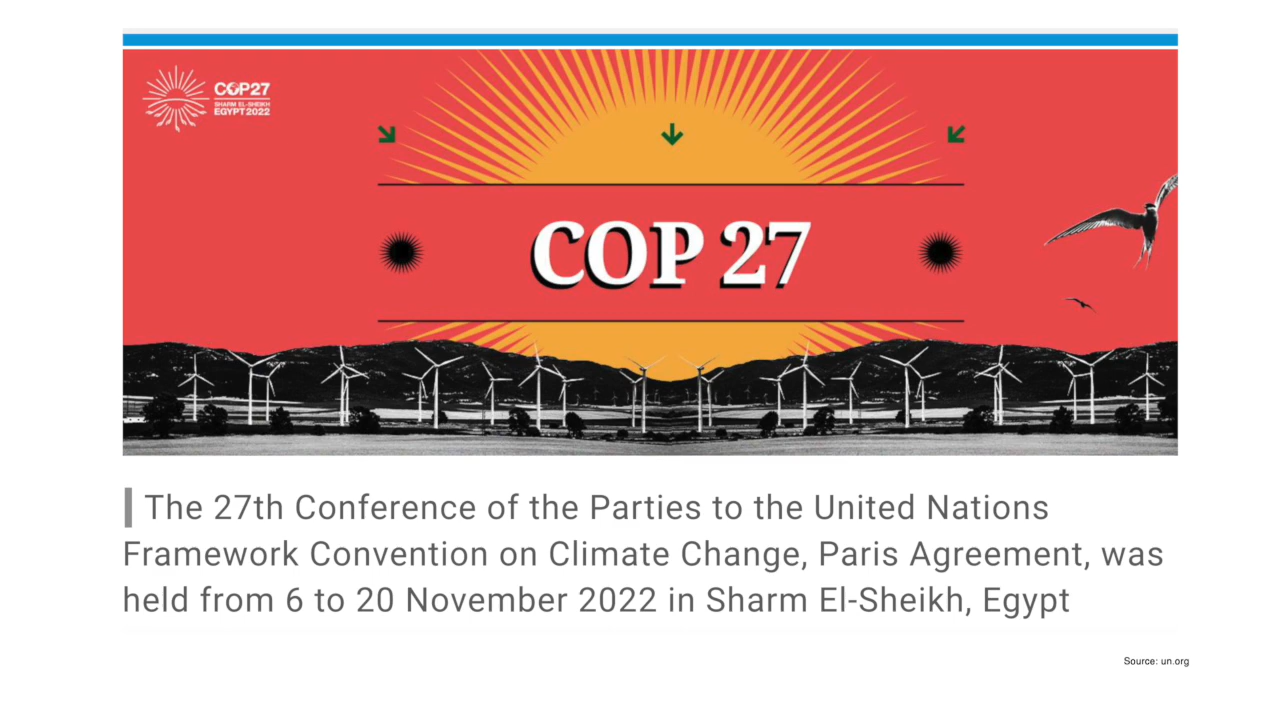 COP27
SHARM EL-SHEIKH
EGYPT 2022
COP 27
The 27th Conference of the Parties to the United Nations
Framework Convention on Climate Change, Paris Agreement, was
held from 6 to 20 November 2022 in Sharm El-Sheikh, Egypt
Source: un.org